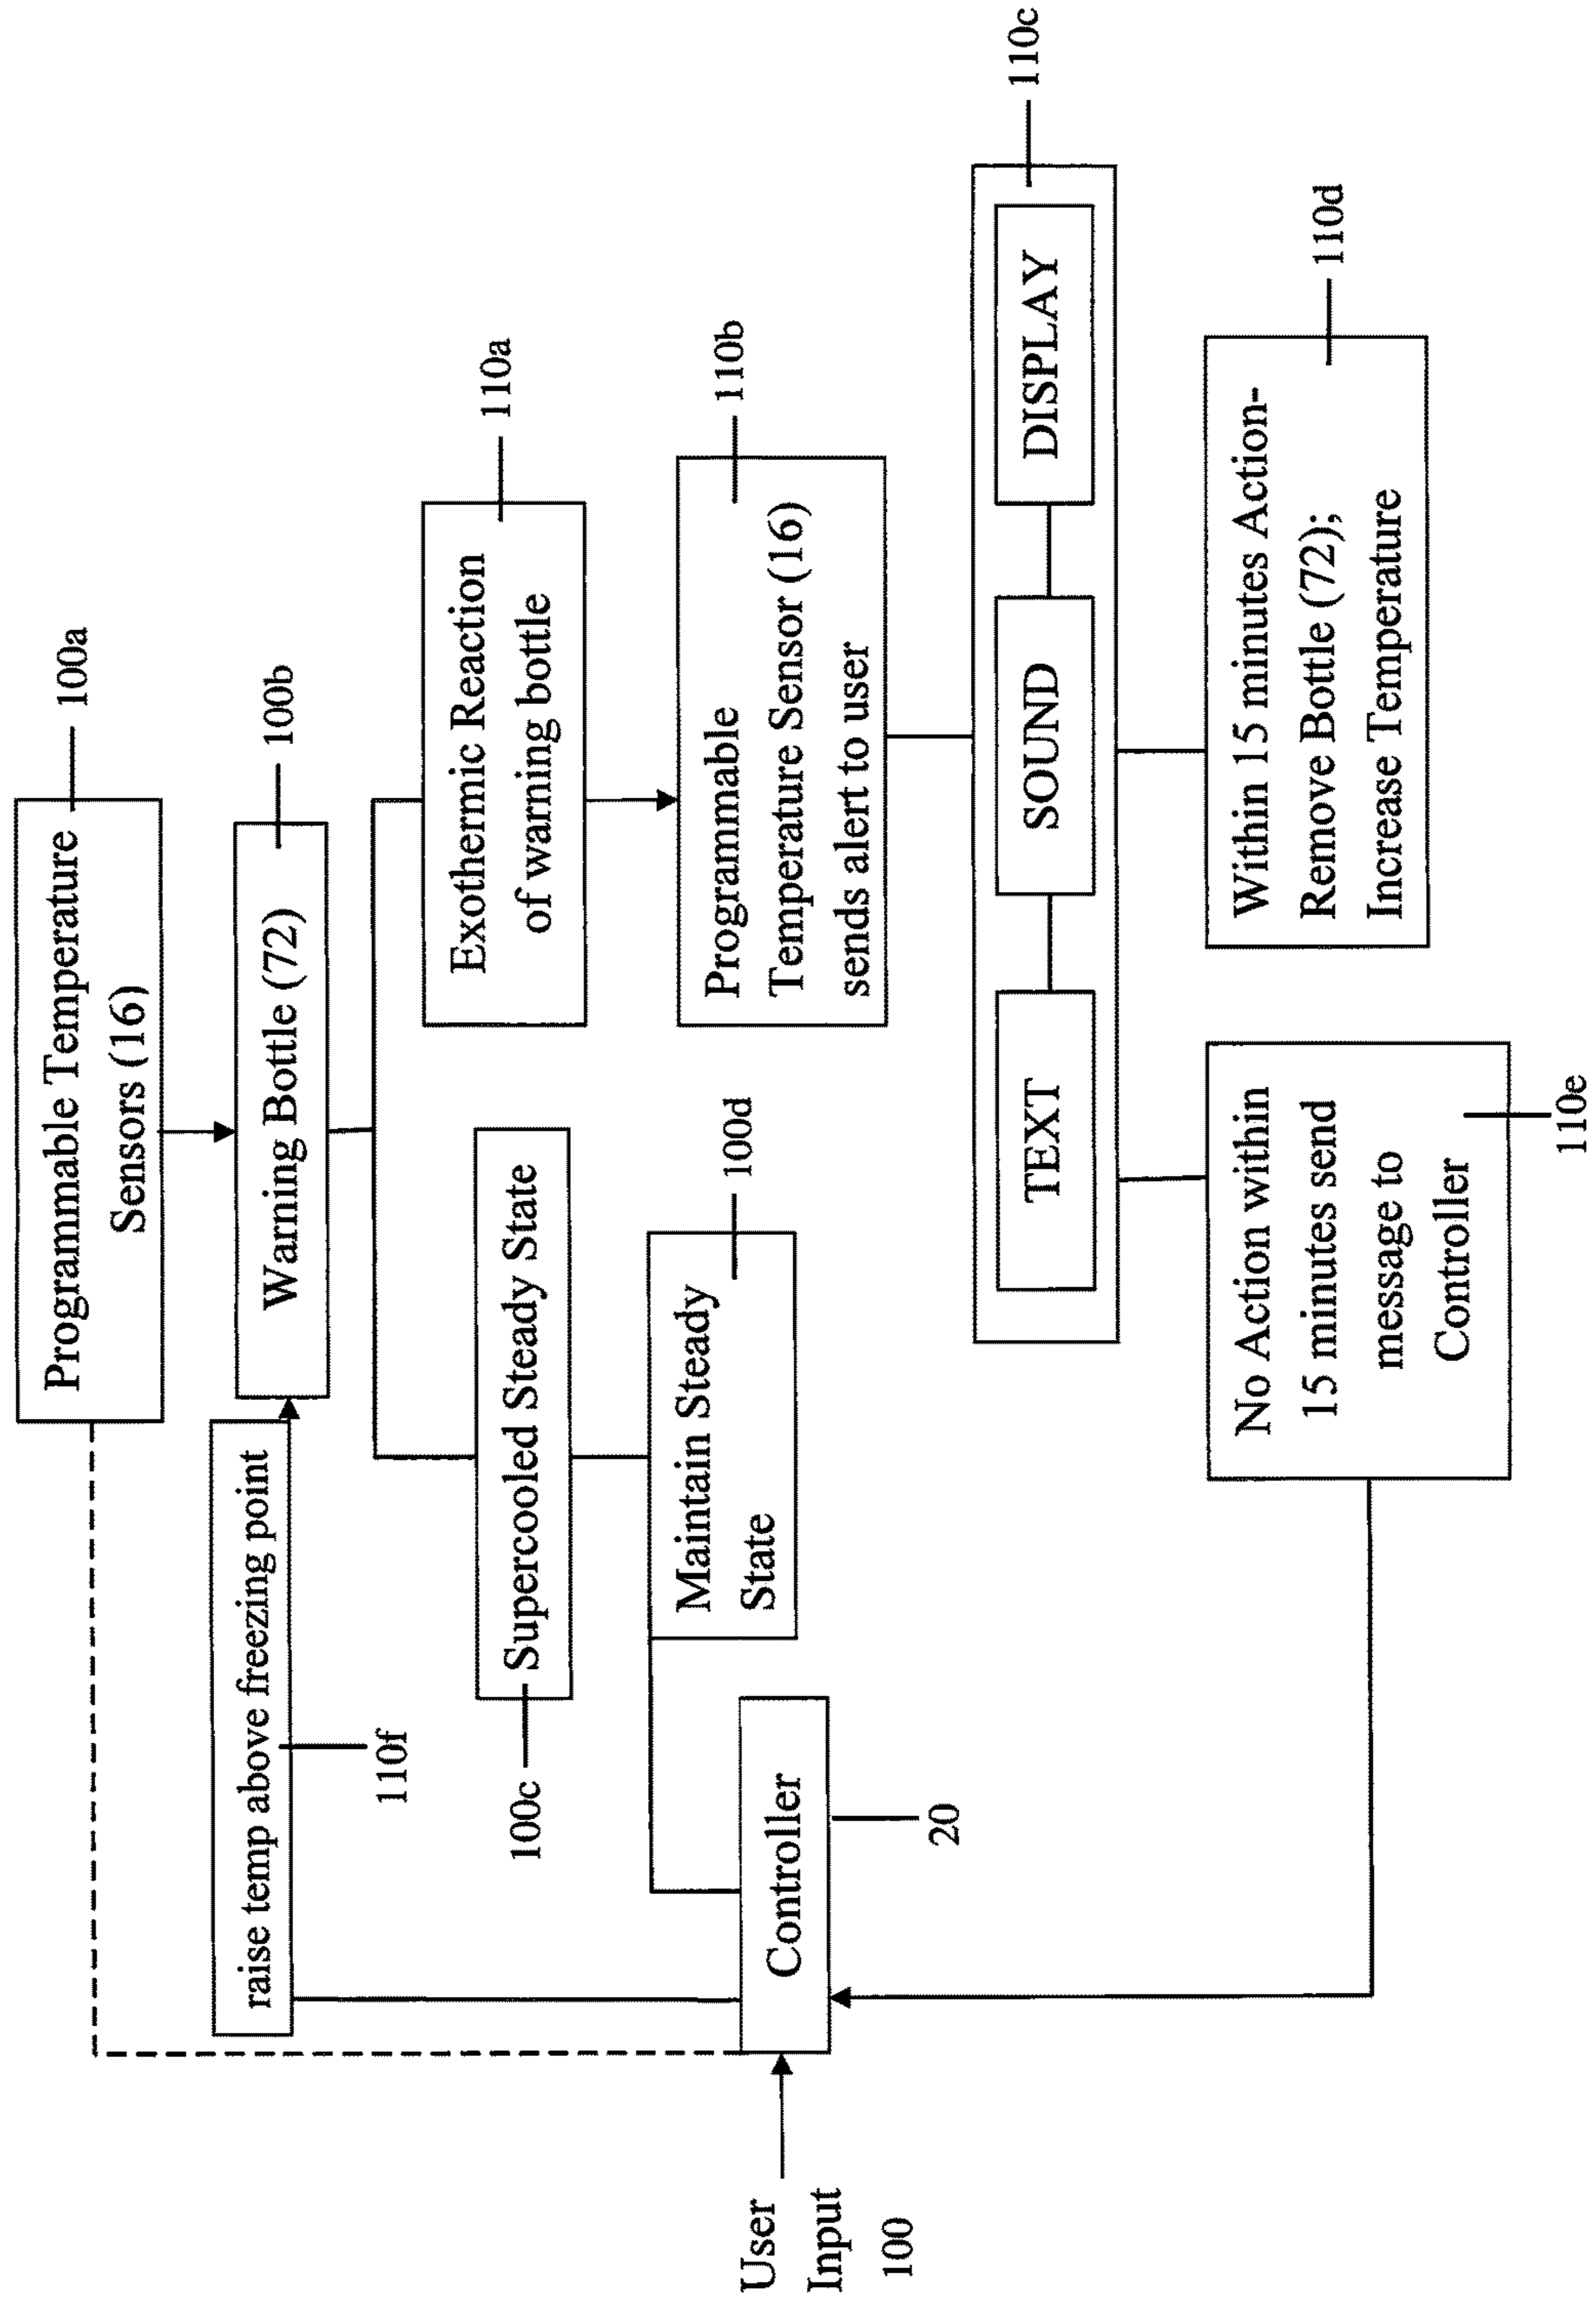 Programmable Temperature
Sensors (16)
100a
raise temp above freezing point
110f
Warning Bottle (72)
100b
100c
Supercooled Steady State
Exothermic Reaction
of warning bottle
110a
Maintain Steady
State
100d
Programmable
Temperature Sensor (16)
sends alert to user
110b
User
Input
100
Controller
20
TEXT
SOUND
DISPLAY
110c
No Action within
15 minutes send
message to
Controller
110e
Within 15 minutes Action-
Remove Bottle (72);
Increase Temperature
110d